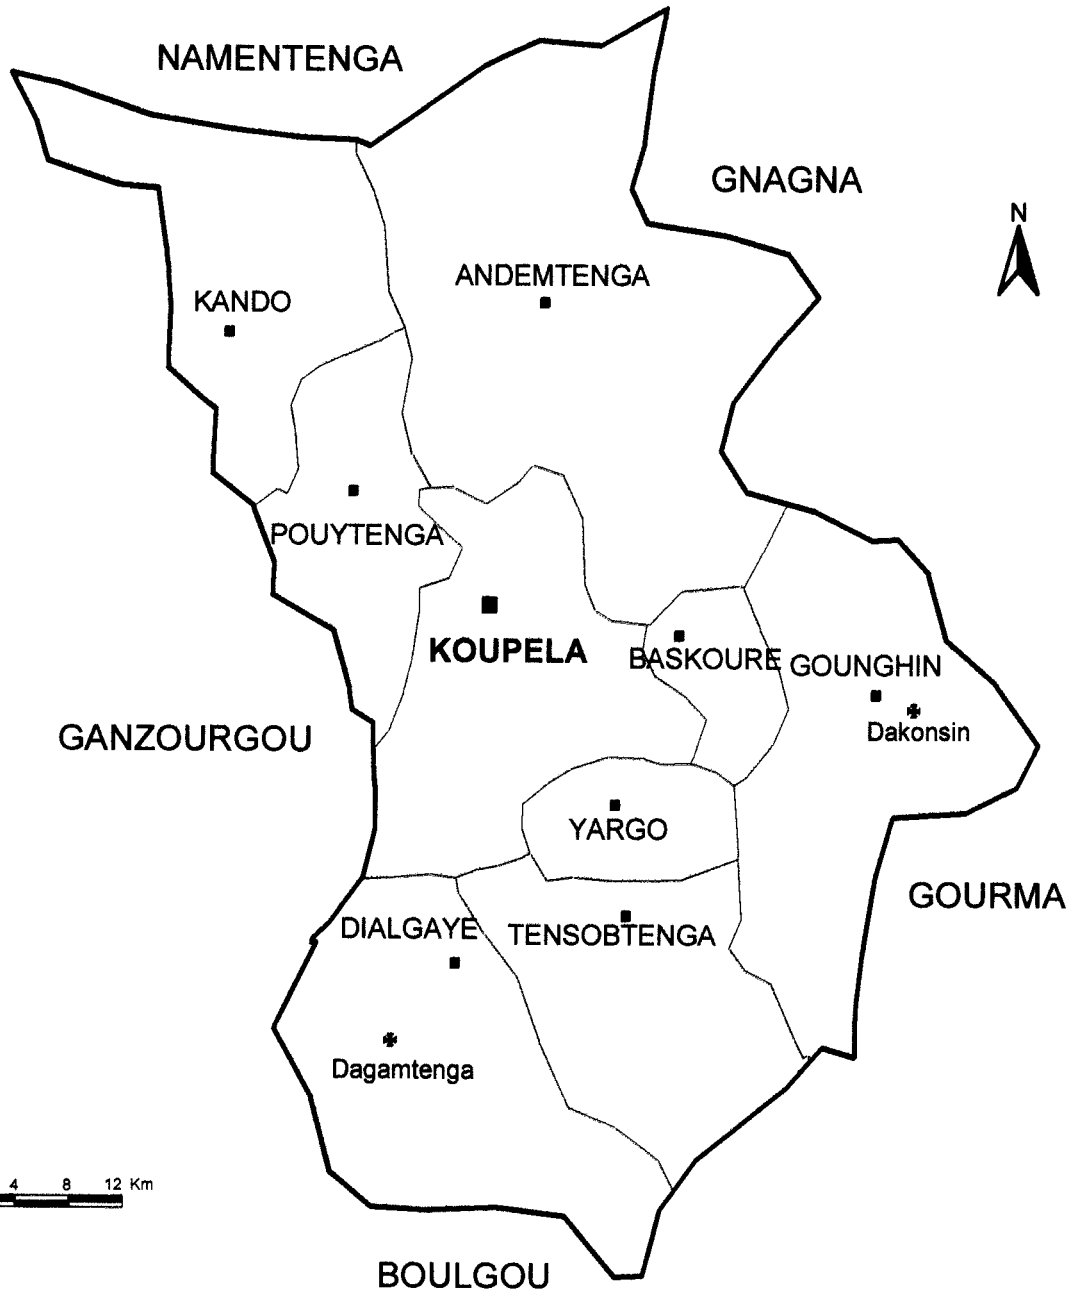 NAMENTENGA
GNAGNA
N
ANDEMTENGA
KANDO
POUYTENGA
KOUPELA
BASKOURE
GOUNGHIN
Dakonsin
GANZOURGOU
YARGO
GOURMA
DIALGAYE
TENSOBTENGA
Dagamtenga
4 8 12 Km
BOULGOU